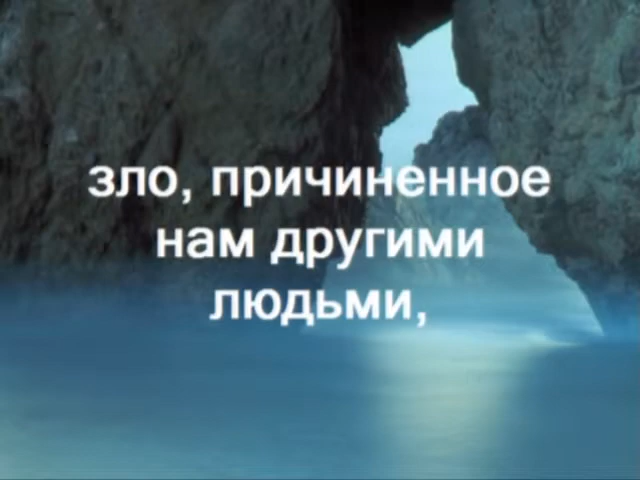 зло, причиненное
нам другими
людьми,